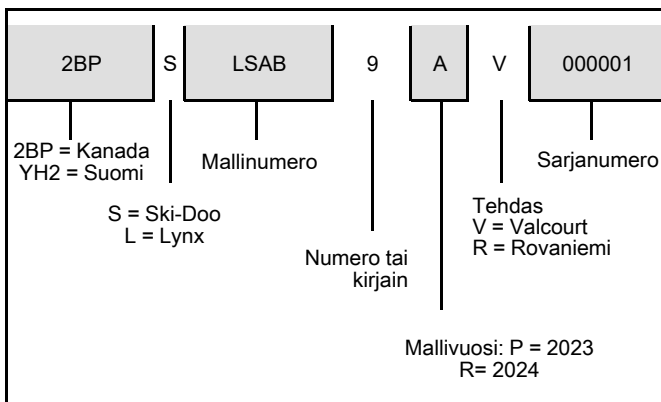 2BP S LSAB 9 A V 000001
2BP = Kanada
YH2 = Suomi
Mallinumero
Sarjanumero
S = Ski-Doo
L = Lynx
Tehdas
V = Valcourt
R = Rovaniemi
Numero tai
kirjain
Mallivuosi: P = 2023
R= 2024